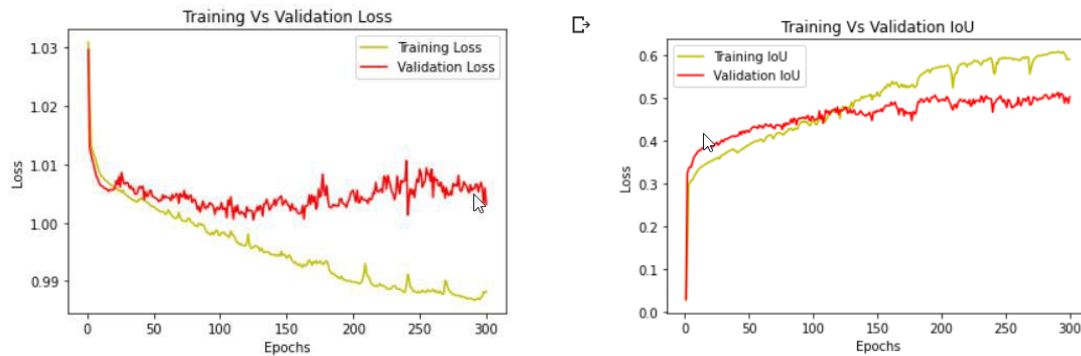 Training Vs Validation Loss
1.03
1.02
1.01
1.00
0.99
Loss
Training Loss
Validation Loss
0
50
100
150
200
250
300
Epochs
Training Vs Validation IoU
0.6
0.5
0.4
0.3
0.2
0.1
0.0
Loss
Training IoU
Validation IoU
0
50
100
150
200
250
300
Epochs